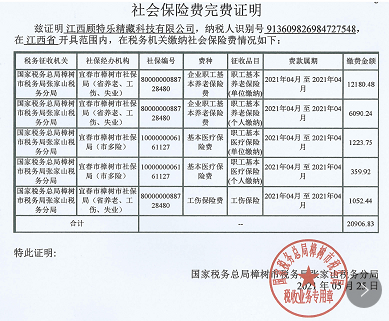 社会保险费完费证明
兹证明 江西顾特乐精藏科技有限公司，纳税人识别号 913609826984727548，
在 江西省 开具范围内，在税务机关缴纳社会保险费情况如下：
税务征收机关 社保经办机构 社保编号 费种 征收品目 费款属期 缴费金额
国家税务总局樟树市税务局张家山税务分局 宜春市樟树市社保局（省养老、工伤、失业） 8000000088728480 企业职工基本养老保险费 职工基本养老保险(单位缴纳) 2021年04月 至 2021年04月 12180.48
国家税务总局樟树市税务局张家山税务分局 宜春市樟树市社保局（省养老、工伤、失业） 8000000088728480 企业职工基本养老保险费 职工基本养老保险(个人缴纳) 2021年04月 至 2021年04月 6090.24
国家税务总局樟树市税务局张家山税务分局 宜春市樟树市社保局（市多险） 1000000006161127 基本医疗保险费 职工基本医疗保险(单位缴纳) 2021年04月 至 2021年04月 1223.75
国家税务总局樟树市税务局张家山税务分局 宜春市樟树市社保局（市多险） 1000000006161127 基本医疗保险费 职工基本医疗保险(个人缴纳) 2021年04月 至 2021年04月 359.92
国家税务总局樟树市税务局张家山税务分局 宜春市樟树市社保局（省养老、工伤、失业） 8000000088728480 工伤保险费 工伤保险 2021年04月 至 2021年04月 1052.44
合计 -- 20906.83
特此证明：
国家税务总局樟树市税务局张家山税务分局
2021 年 05 月 25 日
税收业务专用章